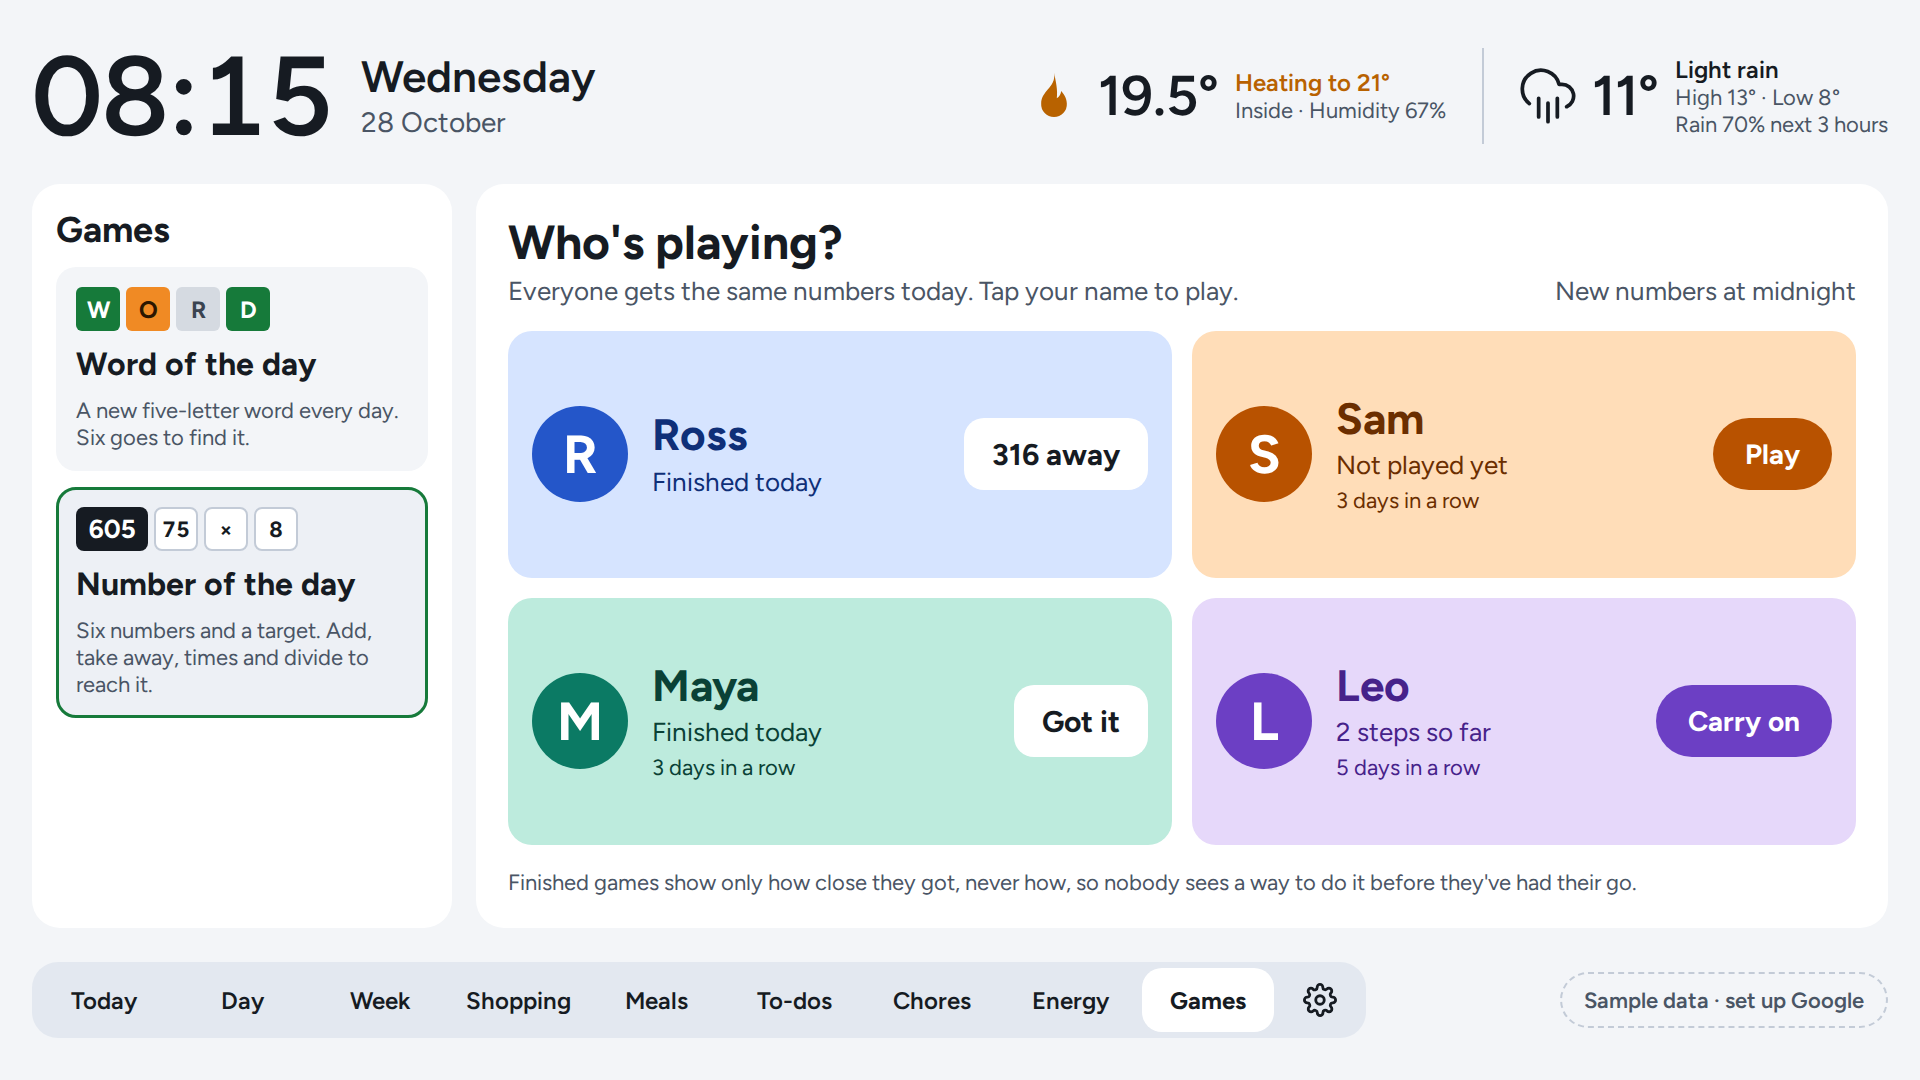 08:15
Wednesday
28 October
19.5°
Heating to 21°
Inside · Humidity 67%
11°
Light rain
High 13° · Low 8°
Rain 70% next 3 hours
Games
W O R D
Word of the day
A new five-letter word every day.
Six goes to find it.
605 75 × 8
Number of the day
Six numbers and a target. Add,
take away, times and divide to
reach it.
Who's playing?
Everyone gets the same numbers today. Tap your name to play.
New numbers at midnight
R
Ross
Finished today
316 away
S
Sam
Not played yet
3 days in a row
Play
M
Maya
Finished today
3 days in a row
Got it
L
Leo
2 steps so far
5 days in a row
Carry on
Finished games show only how close they got, never how, so nobody sees a way to do it before they've had their go.
Today Day Week Shopping Meals To-dos Chores Energy Games
Sample data · set up Google